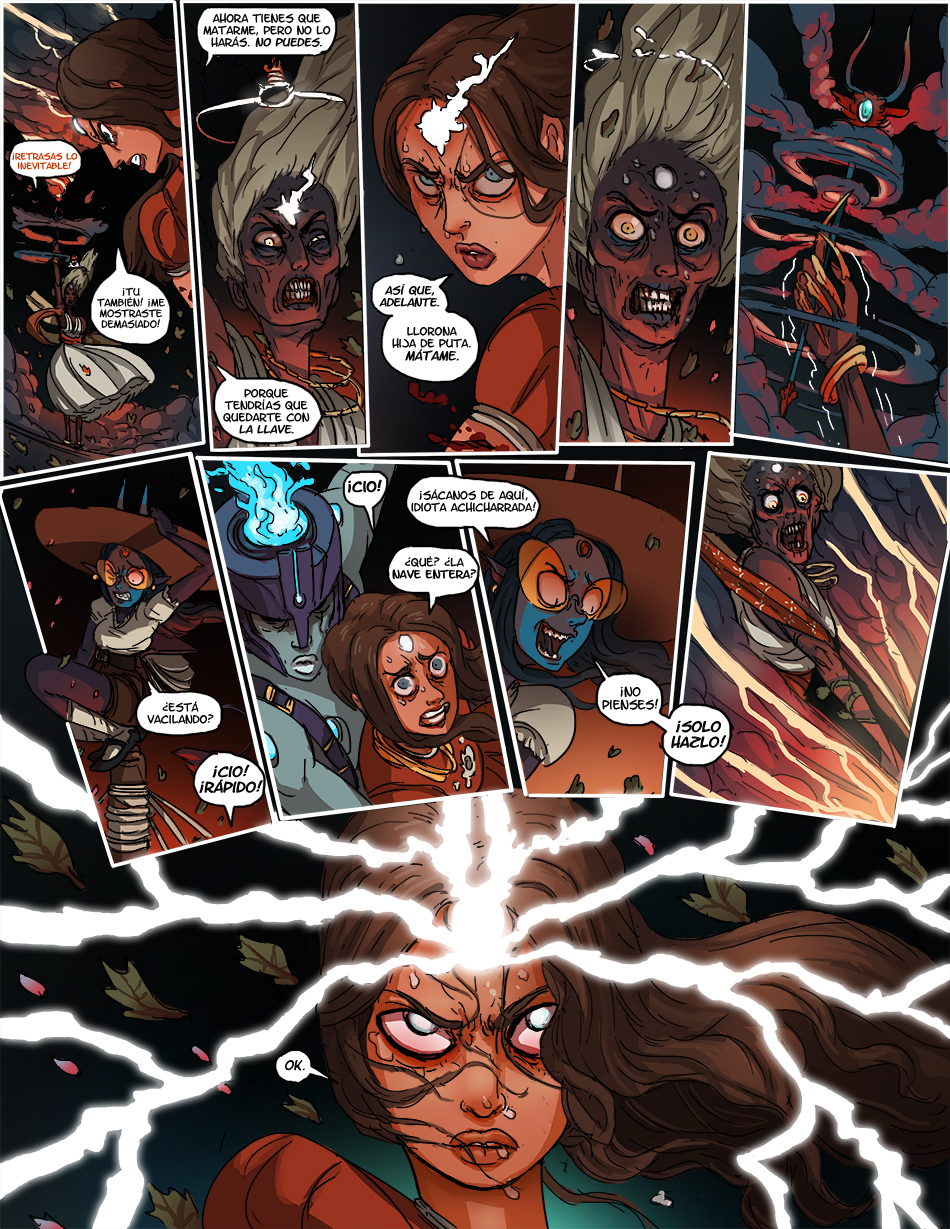 ¡RETRASAS LO
INEVITABLE!
¡TU
TAMBIÉN! ¡ME
MOSTRASTE
DEMASIADO!
AHORA TIENES QUE
MATARME, PERO NO LO
HARÁS. NO PUEDES.
PORQUE
TENDRÍAS QUE
QUEDARTE CON
LA LLAVE.
ASÍ QUE,
ADELANTE.
LLORONA
HIJA DE PUTA.
MÁTAME.
¿ESTÁ
VACILANDO?
¡CIO!
¡RÁPIDO!
¡CIO!
¿QUÉ? ¿LA
NAVE ENTERA?
¡SÁCANOS DE AQUÍ,
IDIOTA ACHICHARRADA!
¡NO
PIENSES!
¡SOLO
HAZLO!
OK.